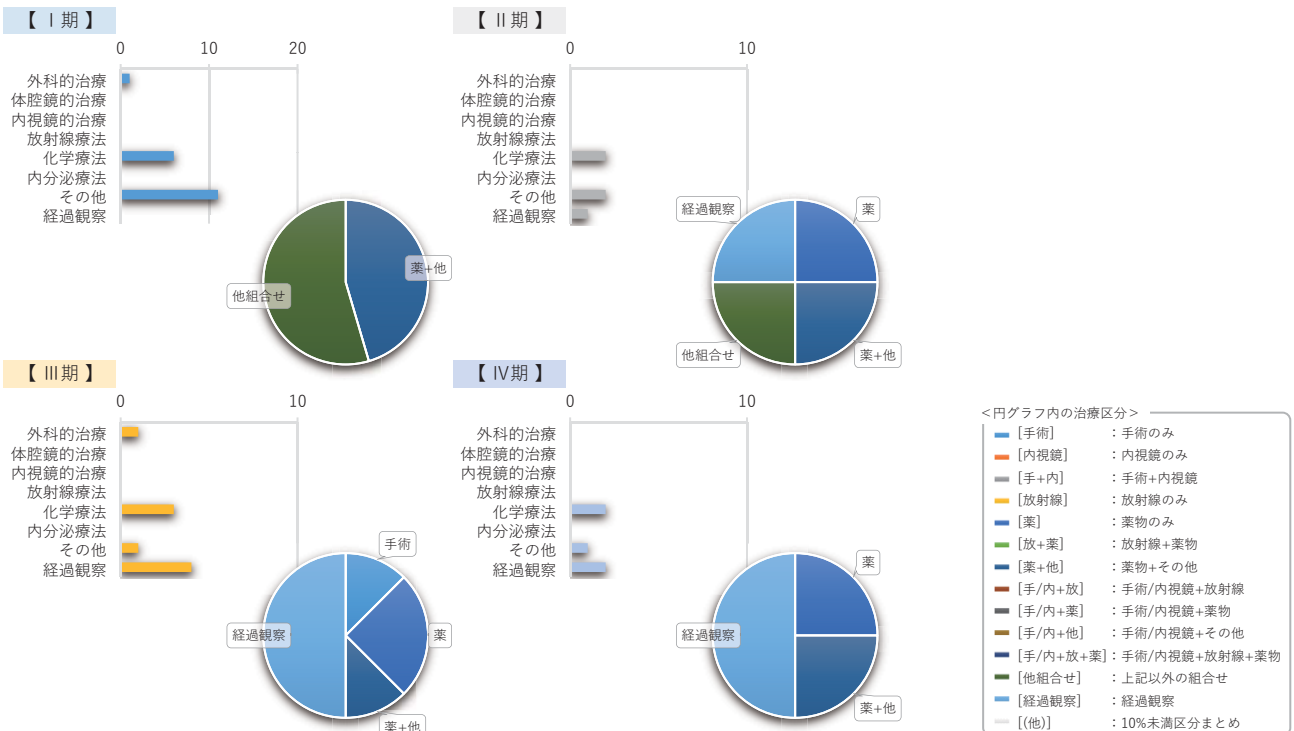 【 Ⅰ期 】
0 10 20
外科的治療
体腔鏡的治療
内視鏡的治療
放射線療法
化学療法
内分泌療法
その他
経過観察
薬+他
他組合せ
【 Ⅱ期 】
0 10
外科的治療
体腔鏡的治療
内視鏡的治療
放射線療法
化学療法
内分泌療法
その他
経過観察
経過観察
薬
他組合せ
薬+他
【 Ⅲ期 】
0 10
外科的治療
体腔鏡的治療
内視鏡的治療
放射線療法
化学療法
内分泌療法
その他
経過観察
手術
経過観察
薬
薬+他
【 Ⅳ期 】
0 10
外科的治療
体腔鏡的治療
内視鏡的治療
放射線療法
化学療法
内分泌療法
その他
経過観察
薬
経過観察
薬+他
＜円グラフ内の治療区分＞
[手術] ：手術のみ
[内視鏡] ：内視鏡のみ
[手+内] ：手術+内視鏡
[放射線] ：放射線のみ
[薬] ：薬物のみ
[放+薬] ：放射線+薬物
[薬+他] ：薬物+その他
[手/内+放] ：手術/内視鏡+放射線
[手/内+薬] ：手術/内視鏡+薬物
[手/内+他] ：手術/内視鏡+その他
[手/内+放+薬]：手術/内視鏡+放射線+薬物
[他組合せ] ：上記以外の組合せ
[経過観察] ：経過観察
[(他)] ：10%未満区分まとめ